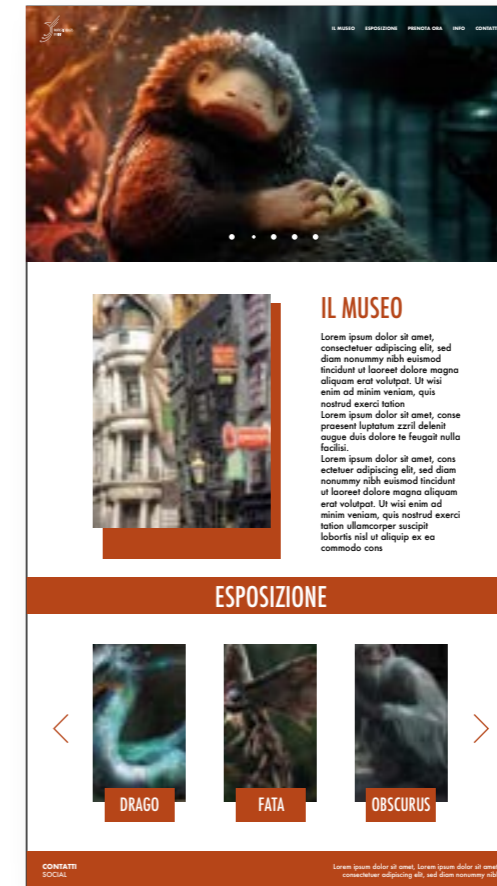 IL MUSEO ESPOSIZIONE PRENOTA ORA INFO CONTATTI
IL MUSEO
Lorem ipsum dolor sit amet,
consectetuer adipiscing elit, sed
diam nonummy nibh euismod
tincidunt ut laoreet dolore magna
aliquam erat volutpat. Ut wisi
enim ad minim veniam, quis
nostrud exerci tation
Lorem ipsum dolor sit amet, conse
praesent luptatum zzril delenit
augue duis dolore te feugait nulla
facilisi.
Lorem ipsum dolor sit amet, cons
ectetuer adipiscing elit, sed diam
nonummy nibh euismod tincidunt
ut laoreet dolore magna aliquam
erat volutpat. Ut wisi enim ad
minim veniam, quis nostrud exerci
tation ullamcorper suscipit
lobortis nisl ut aliquip ex ea
commodo cons
ESPOSIZIONE
DRAGO FATA OBSCURUS
CONTATTI
SOCIAL
Lorem ipsum dolor sit amet, Lorem ipsum dolor sit amet
consectetuer adipiscing elit, sed diam nonummy nibh